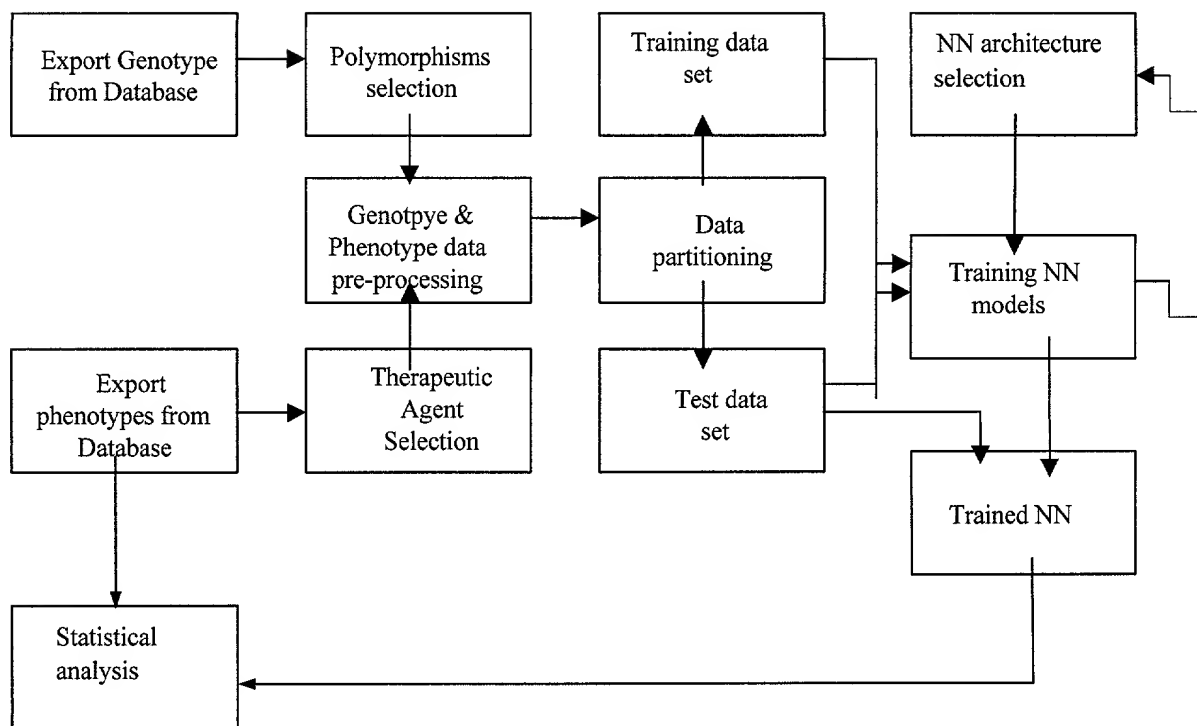 Export Genotype
from Database
Polymorphisms
selection
Training data
set
NN architecture
selection
Genotpye &
Phenotype data
pre-processing
Data
partitioning
Training NN
models
Export
phenotypes from
Database
Therapeutic
Agent
Selection
Test data
set
Trained NN
Statistical
analysis